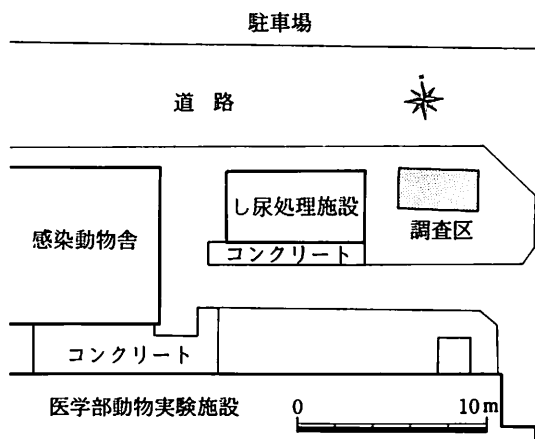 駐車場
道 路
し尿処理施設
感染動物舎
調査区
コンクリート
コンクリート
医学部動物実験施設
0
10m